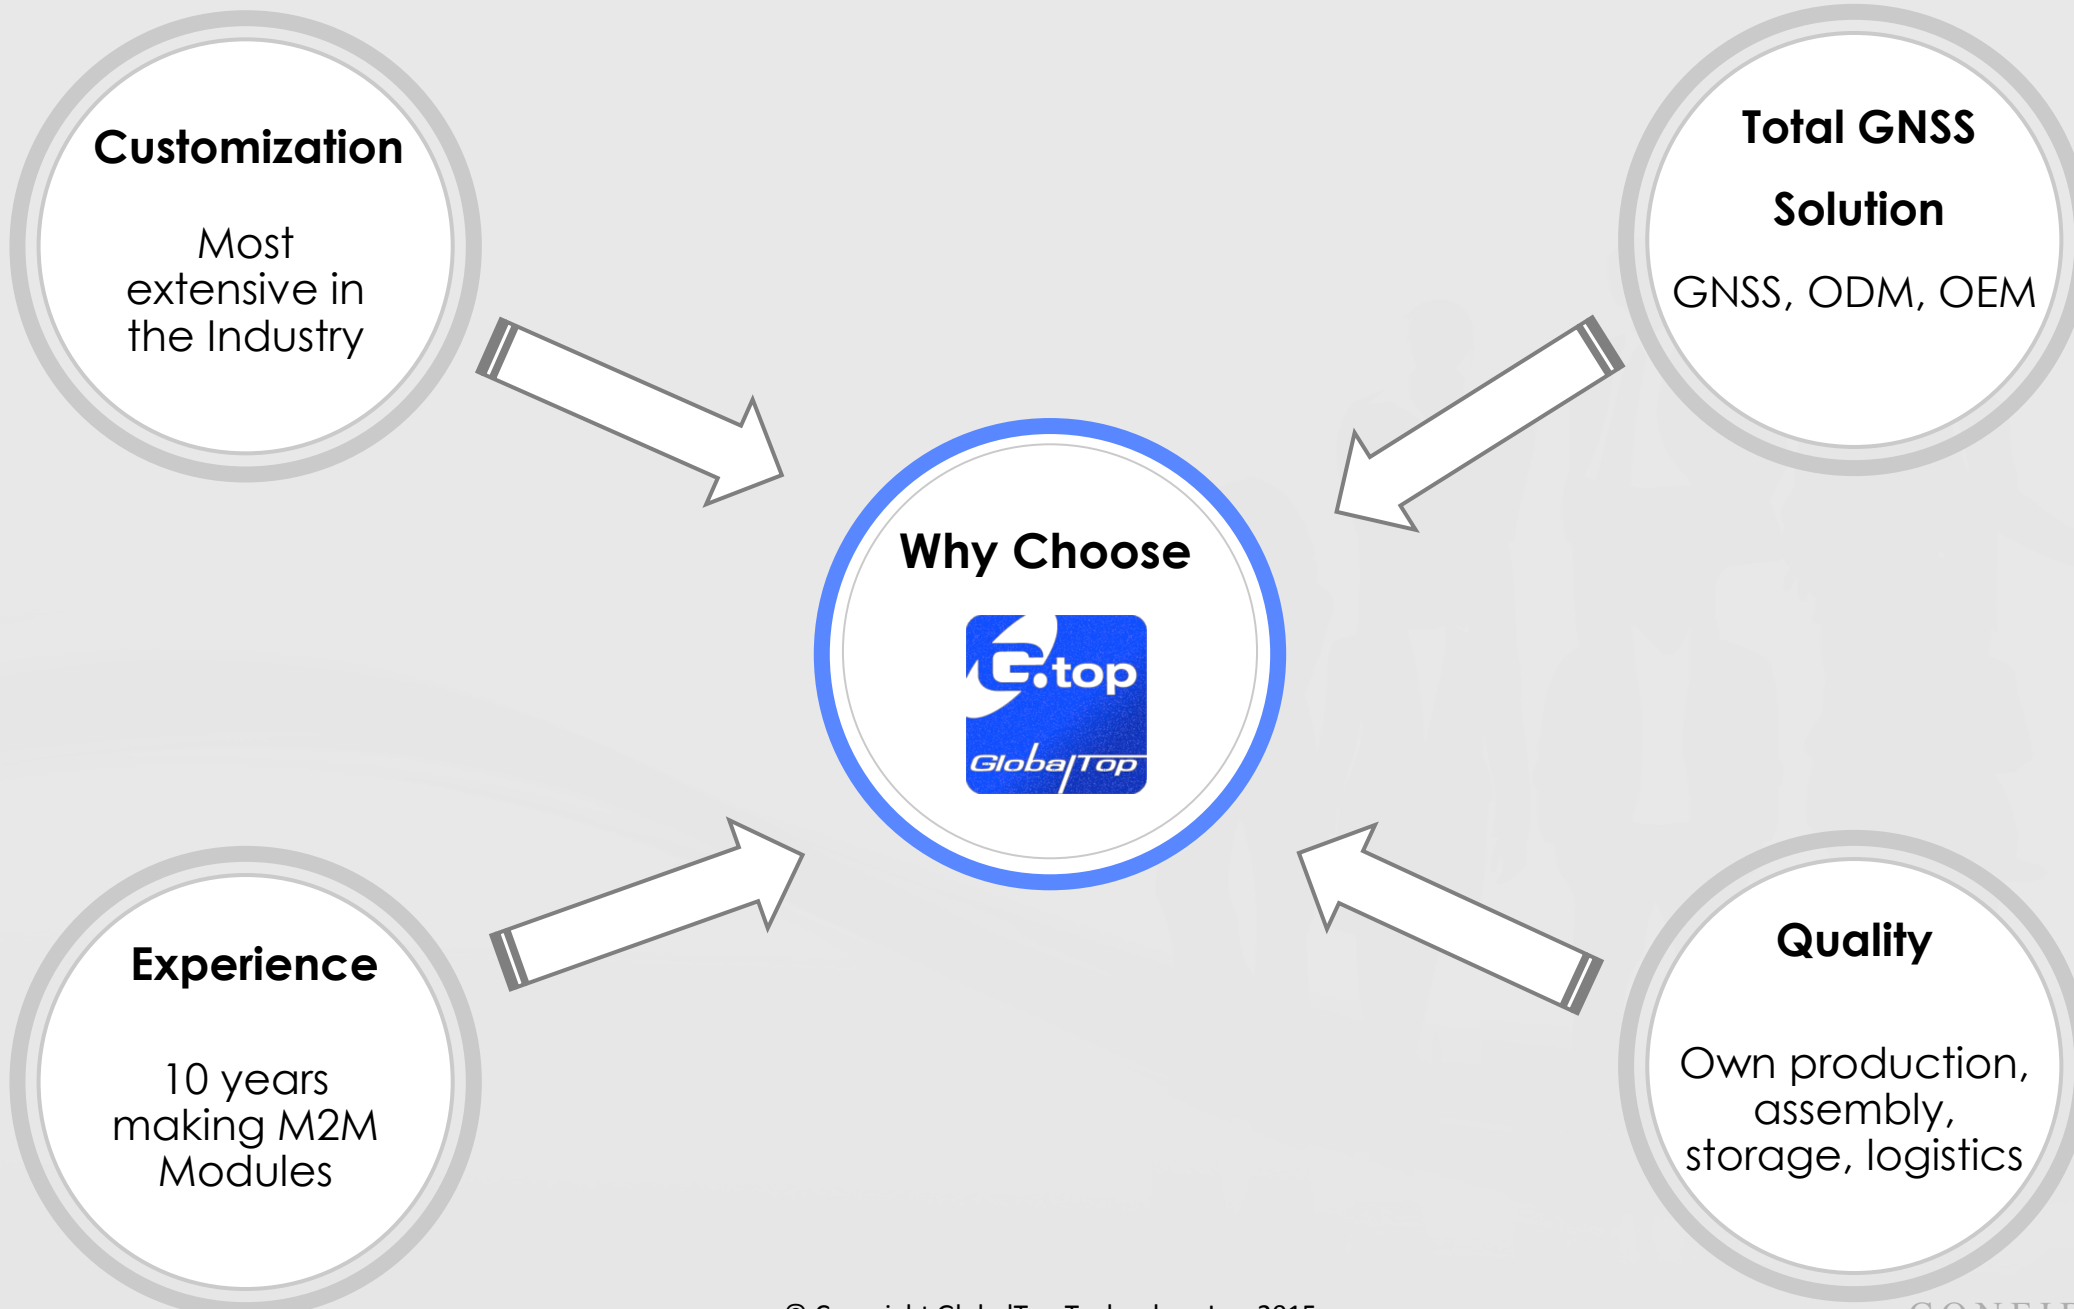 Customization
Most
extensive in
the Industry
Total GNSS
Solution
GNSS, ODM, OEM
Why Choose
G.top
GlobalTop
Experience
10 years
making M2M
Modules
Quality
Own production,
assembly,
storage, logistics